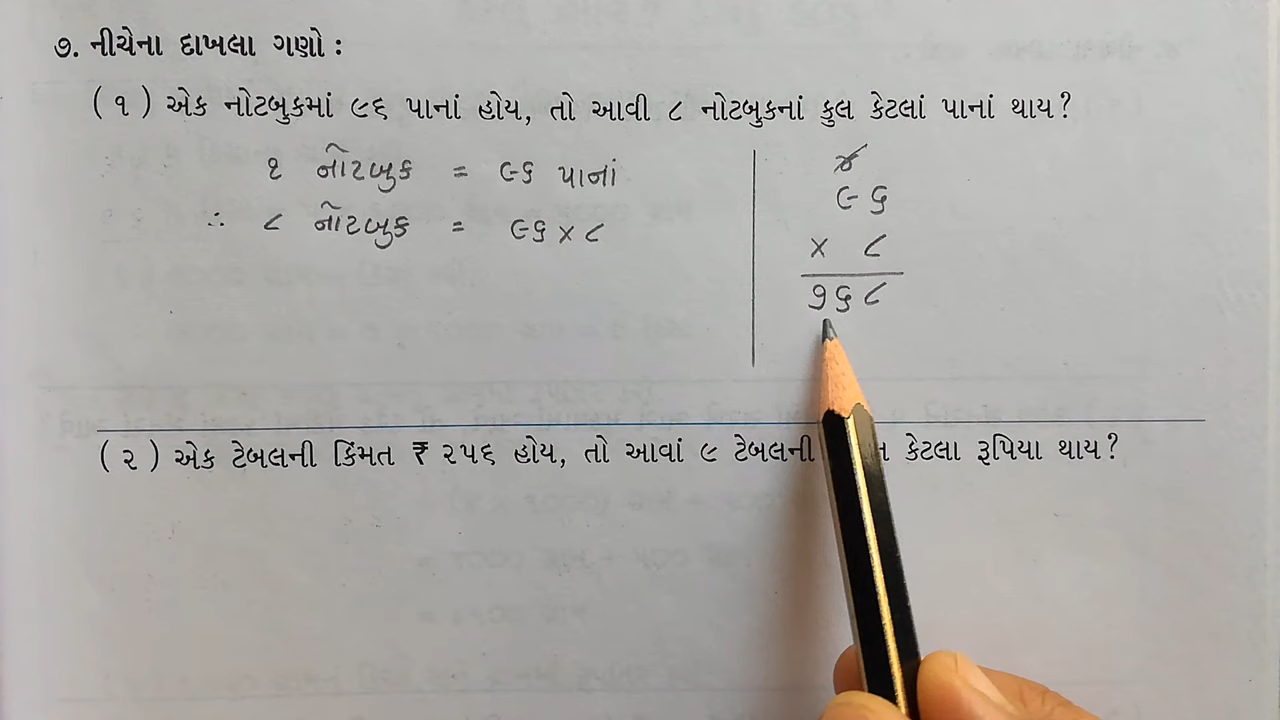 ૭. નીચેના દાખલા ગણો :
( ૧ ) એક નોટબુકમાં ૯૬ પાનાં હોય, તો આવી ૮ નોટબુકનાં કુલ કેટલાં પાનાં થાય?
૧ નોટબુક = ૯૬ પાનાં
∴ ૮ નોટબુક = ૯૬ × ૮
૪
૯૬
× ૮
૭૬૮
( ૨ ) એક ટેબલની કિંમત ₹ ૨૫૬ હોય, તો આવાં ૯ ટેબલની કેટલા રૂપિયા થાય?